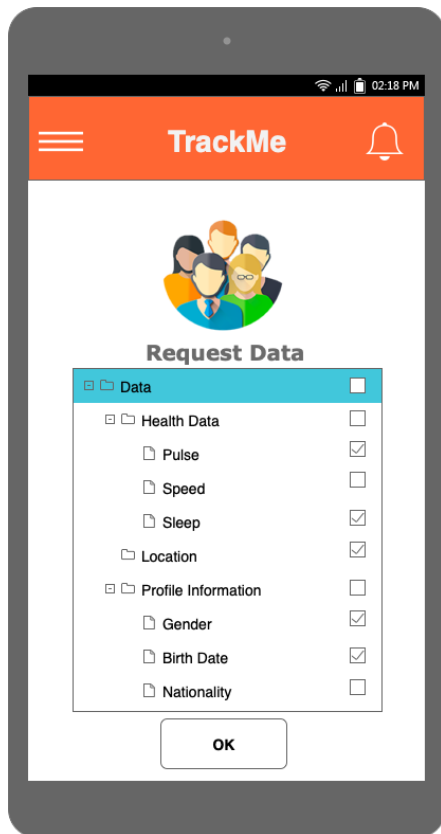 02:18 PM
TrackMe
Request Data
Data
Health Data
Pulse
Speed
Sleep
Location
Profile Information
Gender
Birth Date
Nationality
OK